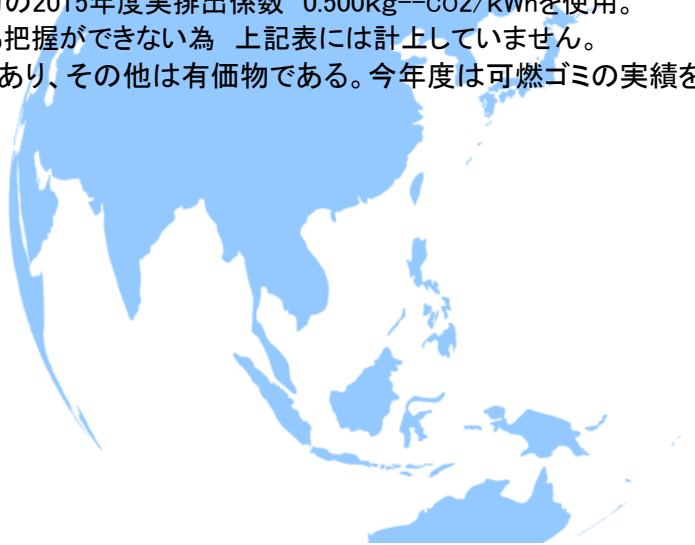 の2015年度実排出係数 0.500kg--co2/kWhを使用。
把握ができない為 上記表には計上していません。
あり、その他は有価物である。今年度は可燃ゴミの実績を